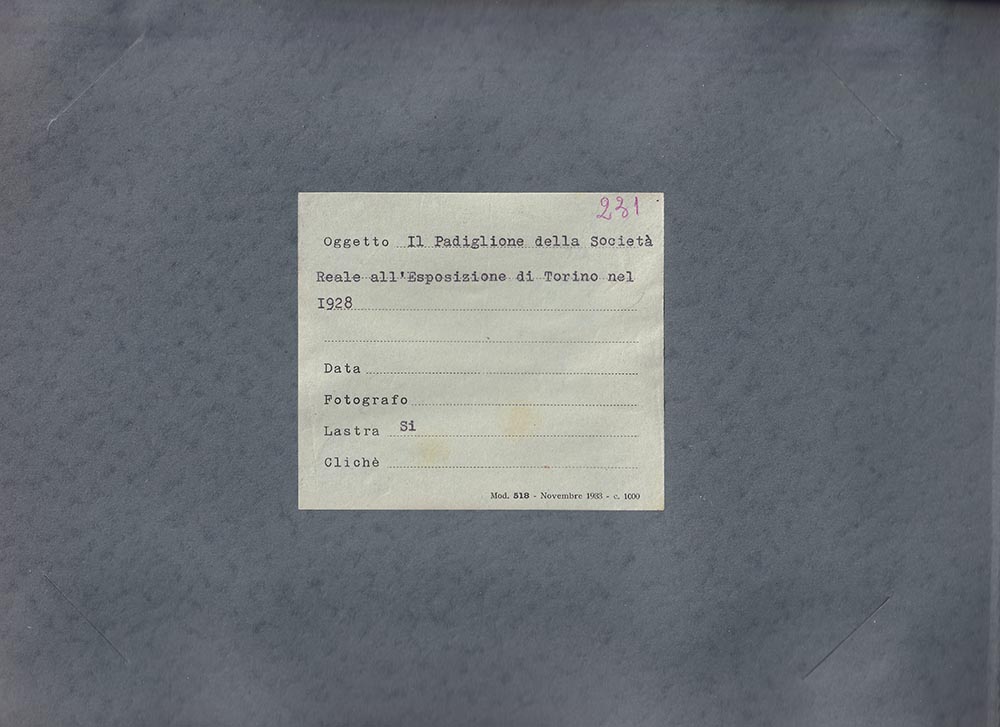 231
Oggetto Il Padiglione della Società
Reale all'Esposizione di Torino nel
I928
Data
Fotografo
Lastra Si
Clichè
Mod. 518 - Novembre 1933 - c. 1000